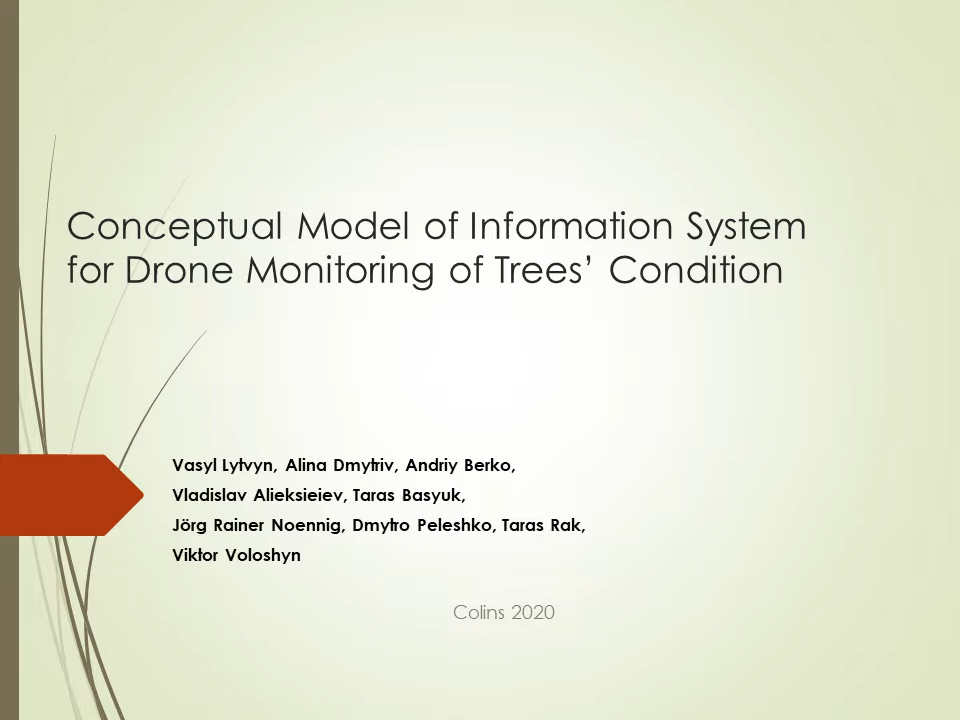 Conceptual Model of Information System
for Drone Monitoring of Trees’ Condition
Vasyl Lytvyn, Alina Dmytriv, Andriy Berko,
Vladislav Alieksieiev, Taras Basyuk,
Jörg Rainer Noennig, Dmytro Peleshko, Taras Rak,
Viktor Voloshyn
Colins 2020